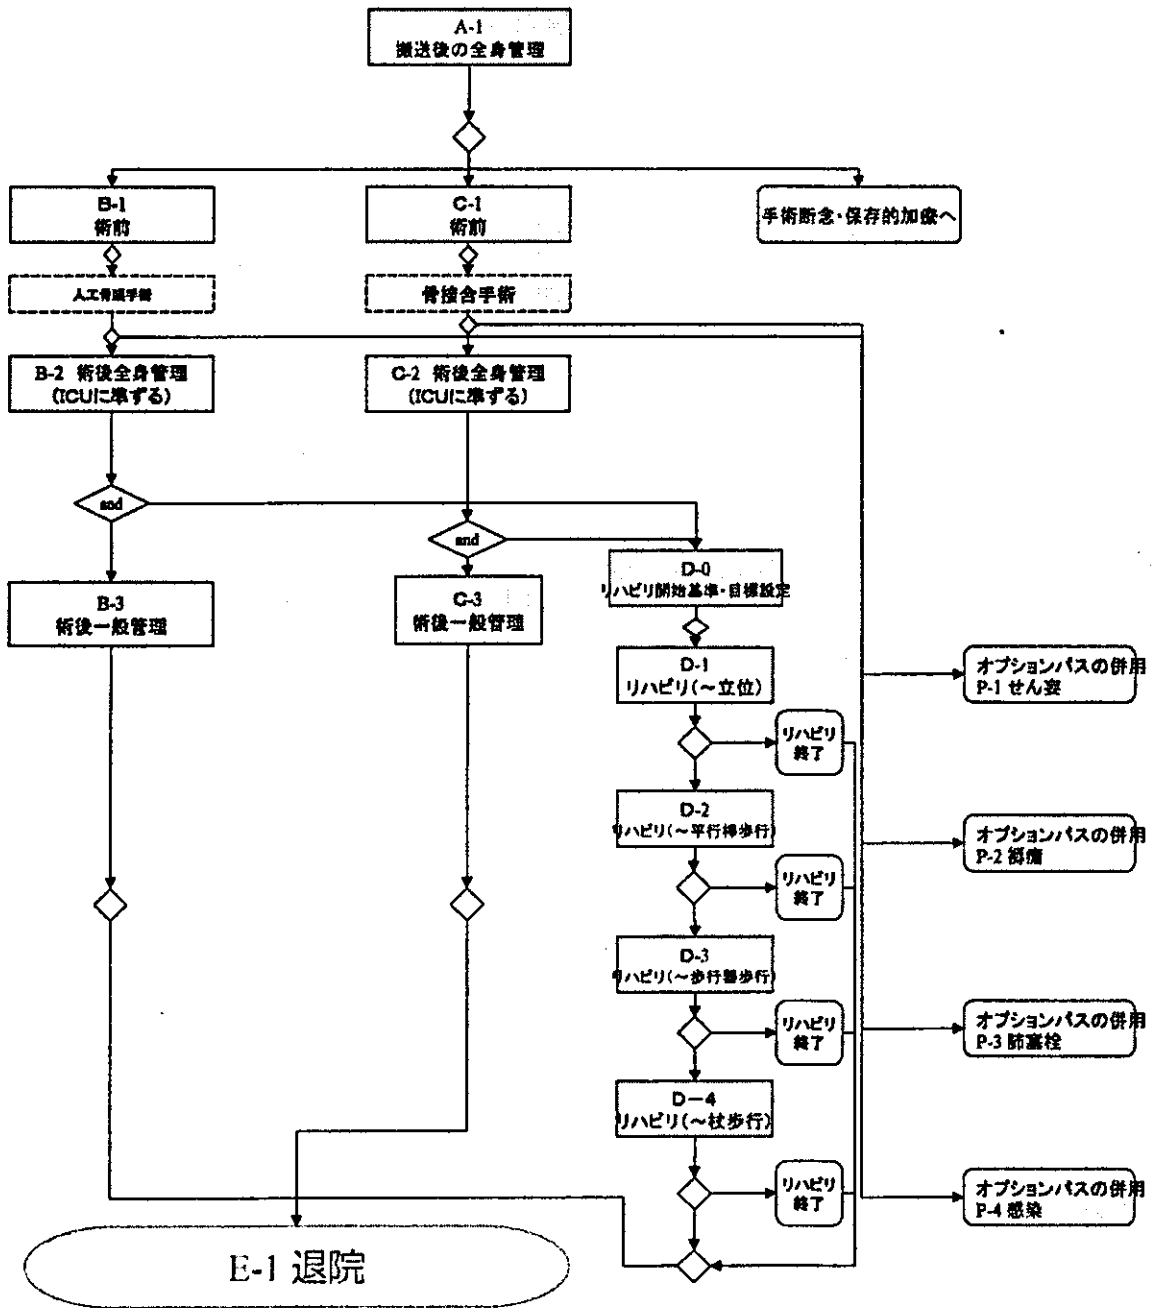 A-1
搬送後の全身管理
B-1
術前
C-1
術前
手術断念・保存的加療へ
人工骨頭手術
骨接合手術
B-2 術後全身管理
(ICUに準ずる)
C-2 術後全身管理
(ICUに準ずる)
and
and
D-0
リハビリ開始基準・目標設定
B-3
術後一般管理
C-3
術後一般管理
D-1
リハビリ(~立位)
オプションパスの併用
P-1 せん妄
リハビリ
終了
D-2
リハビリ(~平行棒歩行)
オプションパスの併用
P-2 褥瘡
リハビリ
終了
D-3
リハビリ(~歩行器歩行)
リハビリ
終了
オプションパスの併用
P-3 肺塞栓
D-4
リハビリ(~杖歩行)
リハビリ
終了
オプションパスの併用
P-4 感染
E-1 退院